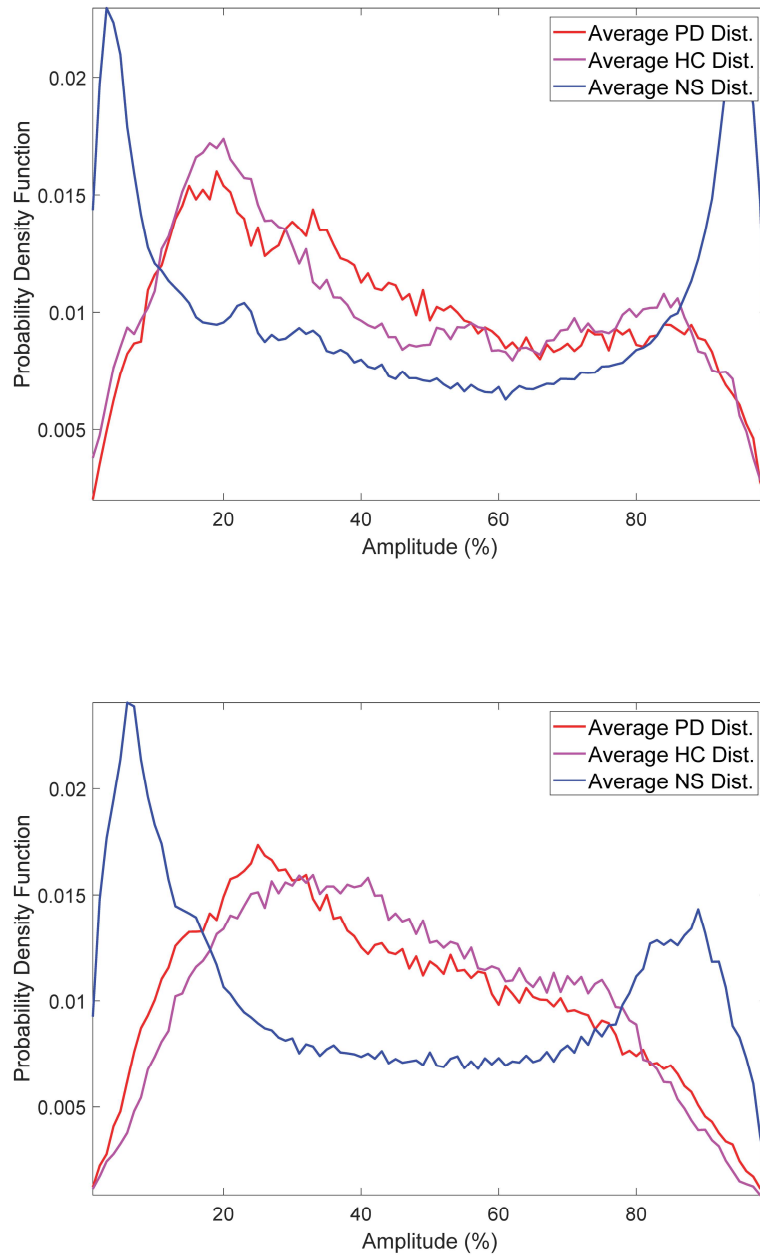 Average PD Dist.
Average HC Dist.
Average NS Dist.
0.02
0.015
0.01
0.005
Probability Density Function
20 40 60 80
Amplitude (%)
Average PD Dist.
Average HC Dist.
Average NS Dist.
0.02
0.015
0.01
0.005
Probability Density Function
20 40 60 80
Amplitude (%)